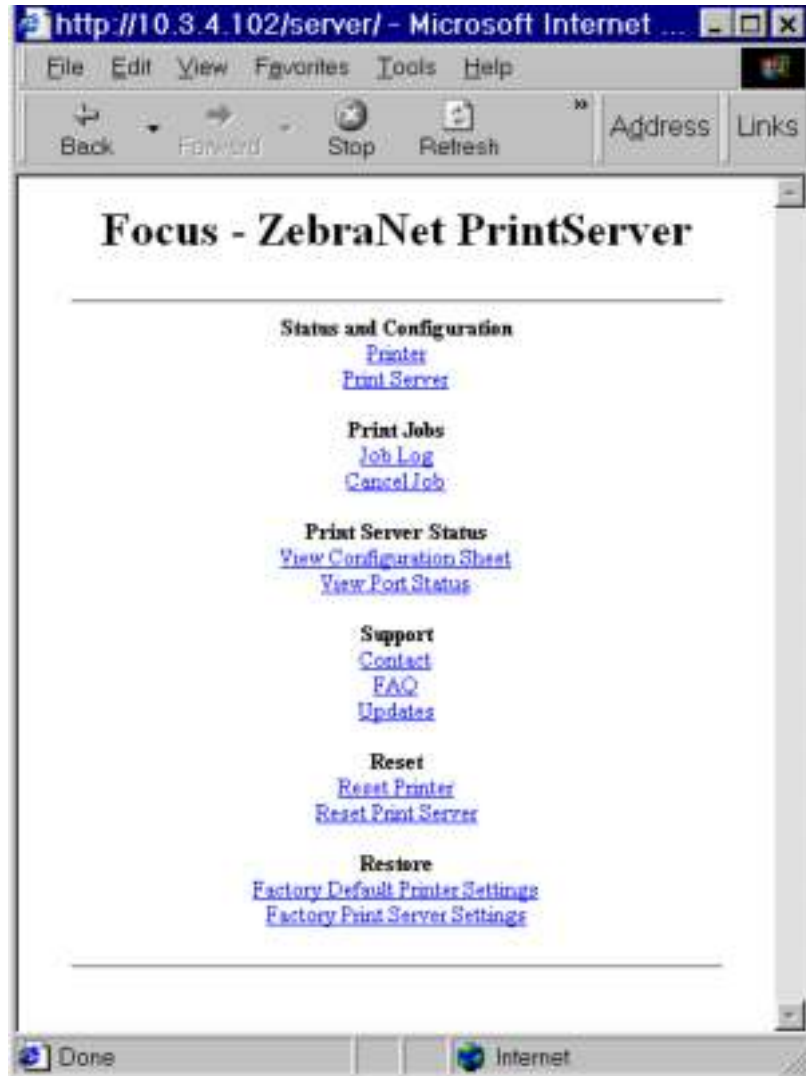 http://10.3.4.102/server/ - Microsoft Internet ...
File Edit View Favorites Tools Help
Back Forward Stop Refresh » Address Links
Focus - ZebraNet PrintServer
Status and Configuration
Printer
Print Server
Print Jobs
Job Log
Cancel Job
Print Server Status
View Configuration Sheet
View Port Status
Support
Contact
FAQ
Updates
Reset
Reset Printer
Reset Print Server
Restore
Factory Default Printer Settings
Factory Print Server Settings
Done Internet